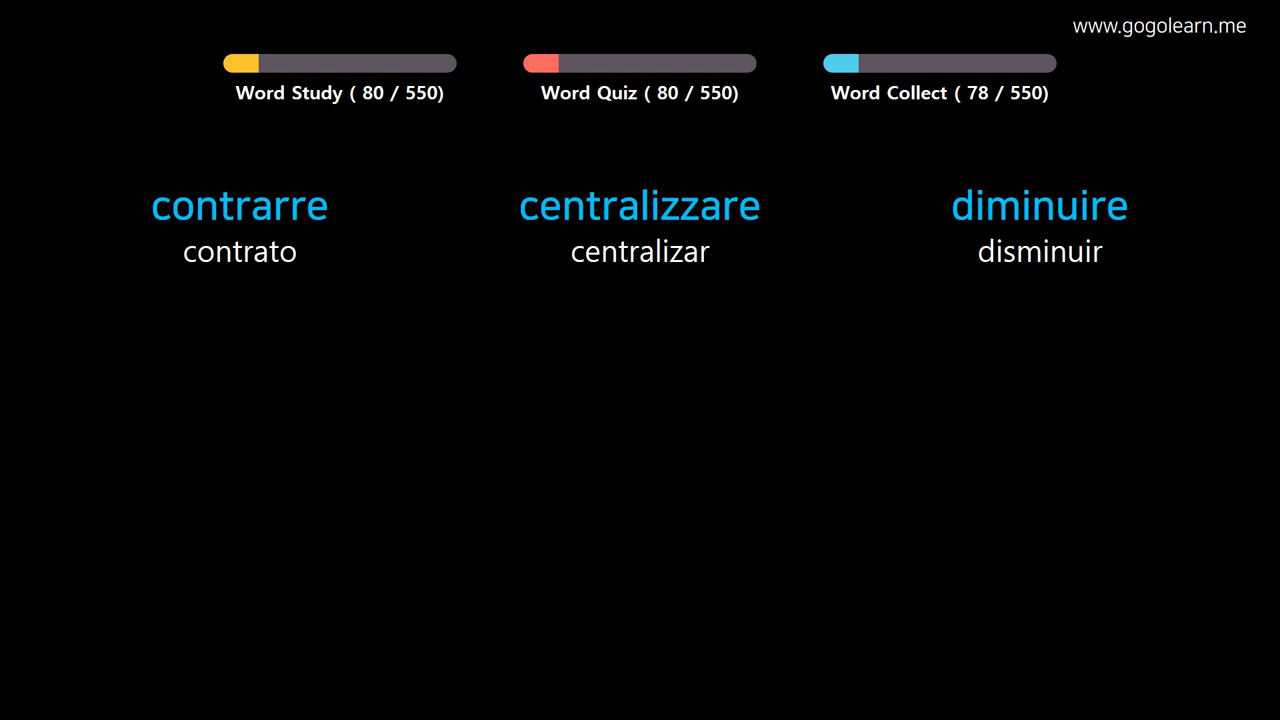 www.gogolearn.me
Word Study ( 80 / 550)
Word Quiz ( 80 / 550)
Word Collect ( 78 / 550)
contrarre
centralizzare
diminuire
contrato
centralizar
disminuir